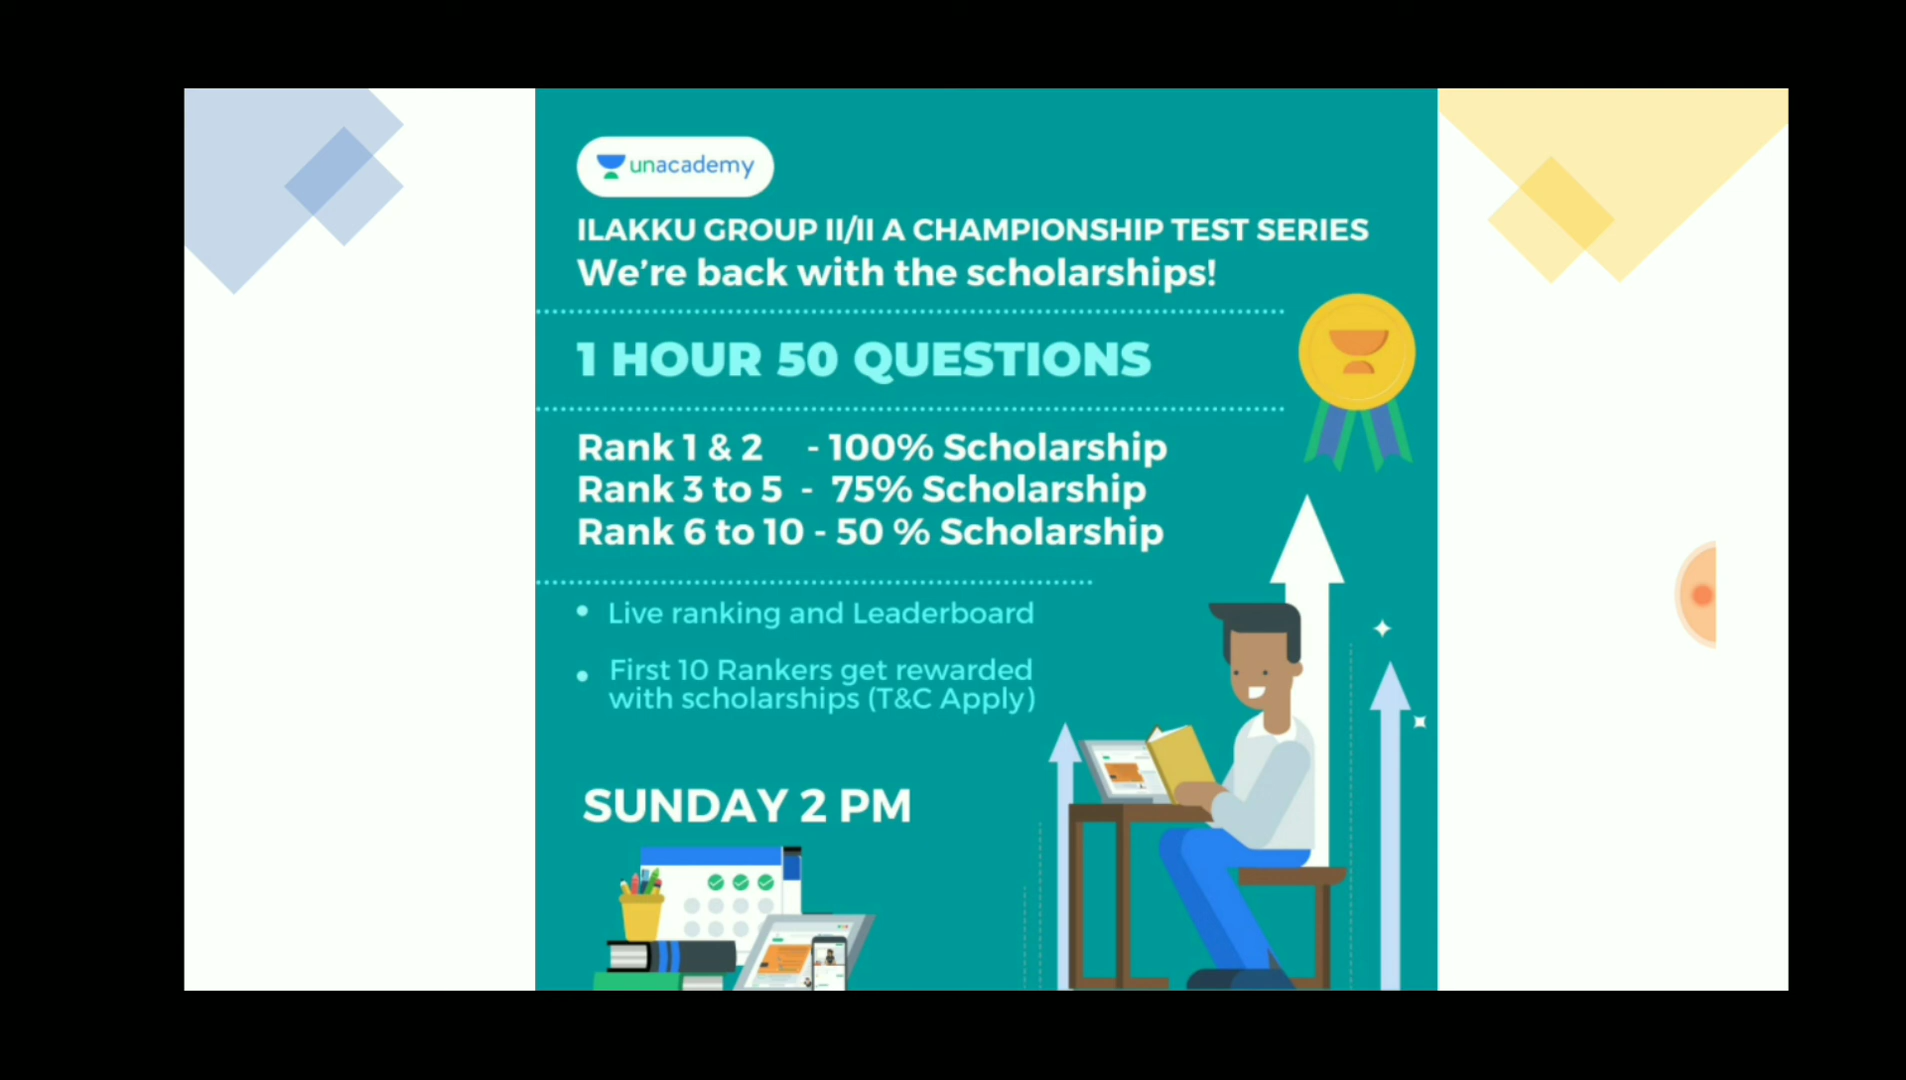 unacademy
ILAKKU GROUP II/II A CHAMPIONSHIP TEST SERIES
We're back with the scholarships!
1 HOUR 50 QUESTIONS
Rank 1 & 2 - 100% Scholarship
Rank 3 to 5 - 75% Scholarship
Rank 6 to 10 - 50 % Scholarship
• Live ranking and Leaderboard
• First 10 Rankers get rewarded
with scholarships (T&C Apply)
SUNDAY 2 PM